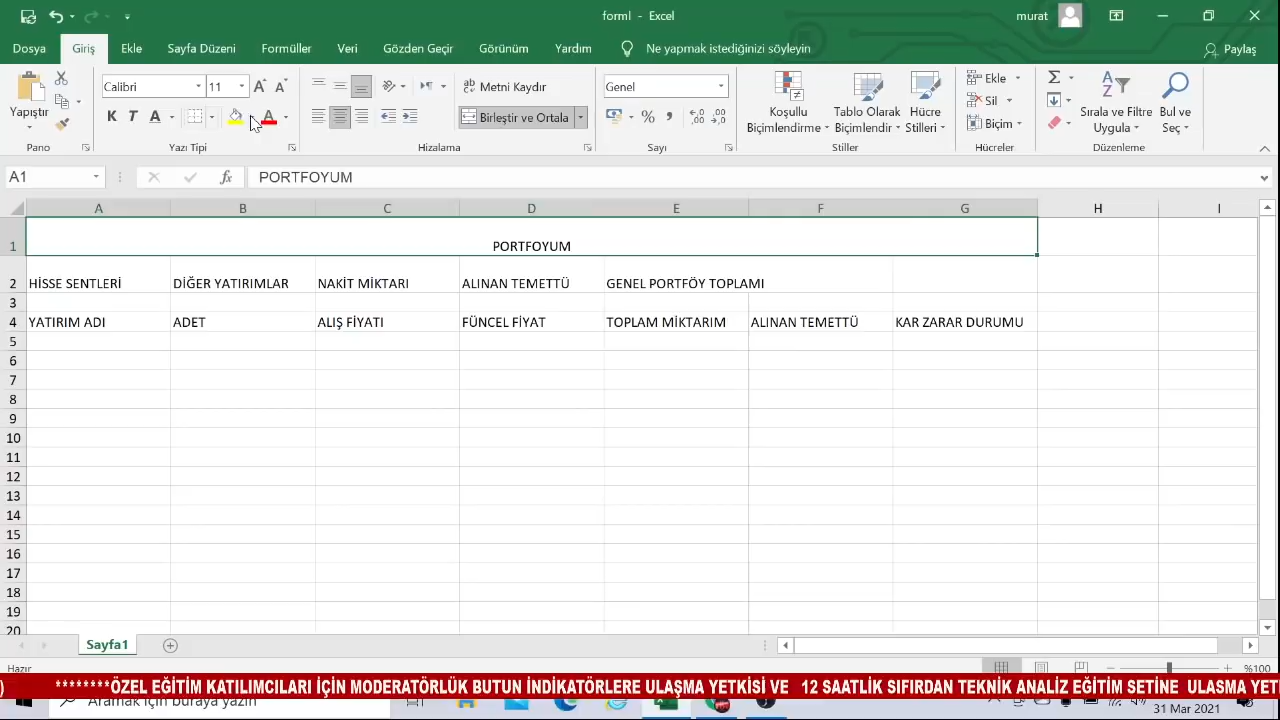 forml - Excel
murat
Dosya Giriş Ekle Sayfa Düzeni Formüller Veri Gözden Geçir Görünüm Yardım Ne yapmak istediğinizi söyleyin Paylaş
Yapıştır
Pano
Calibri 11
K T A
Yazı Tipi
Metni Kaydır
Birleştir ve Ortala
Hizalama
Genel
Sayı
Koşullu Biçimlendirme
Tablo Olarak Biçimlendir
Hücre Stilleri
Stiller
Ekle
Sil
Biçim
Hücreler
Sırala ve Filtre Uygula
Bul ve Seç
Düzenleme
A1 fx PORTFOYUM
A B C D E F G H I
1 PORTFOYUM
2 HİSSE SENTLERİ DİĞER YATIRIMLAR NAKİT MİKTARI ALINAN TEMETTÜ GENEL PORTFÖY TOPLAMI
3
4 YATIRIM ADI ADET ALIŞ FİYATI FÜNCEL FİYAT TOPLAM MİKTARIM ALINAN TEMETTÜ KAR ZARAR DURUMU
5
6
7
8
9
10
11
12
13
14
15
16
17
18
19
20
Sayfa1
Hazır %100
) ********ÖZEL EĞİTİM KATILIMCILARI İÇİN MODERATÖRLÜK BUTUN İNDİKATÖRLERE ULAŞMA YETKİSİ VE 12 SAATLİK SIFIRDAN TEKNİK ANALİZ EĞİTİM SETİNE ULASMA YET
Aramak için buraya yazın
31 Mar 2021